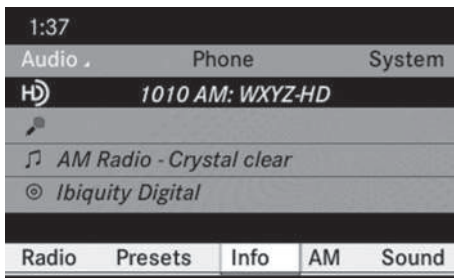 1:37
Audio Phone System
HD 1010 AM: WXYZ-HD
AM Radio - Crystal clear
Ibiquity Digital
Radio Presets Info AM Sound